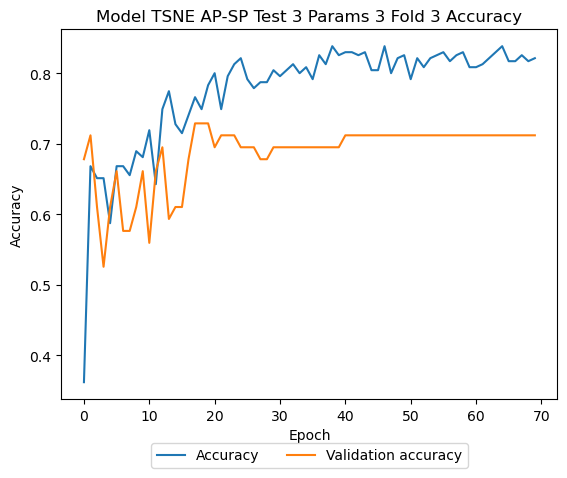 Model TSNE AP-SP Test 3 Params 3 Fold 3 Accuracy
Accuracy
0.8
0.7
0.6
0.5
0.4
0 10 20 30 40 50 60 70
Epoch
Accuracy Validation accuracy